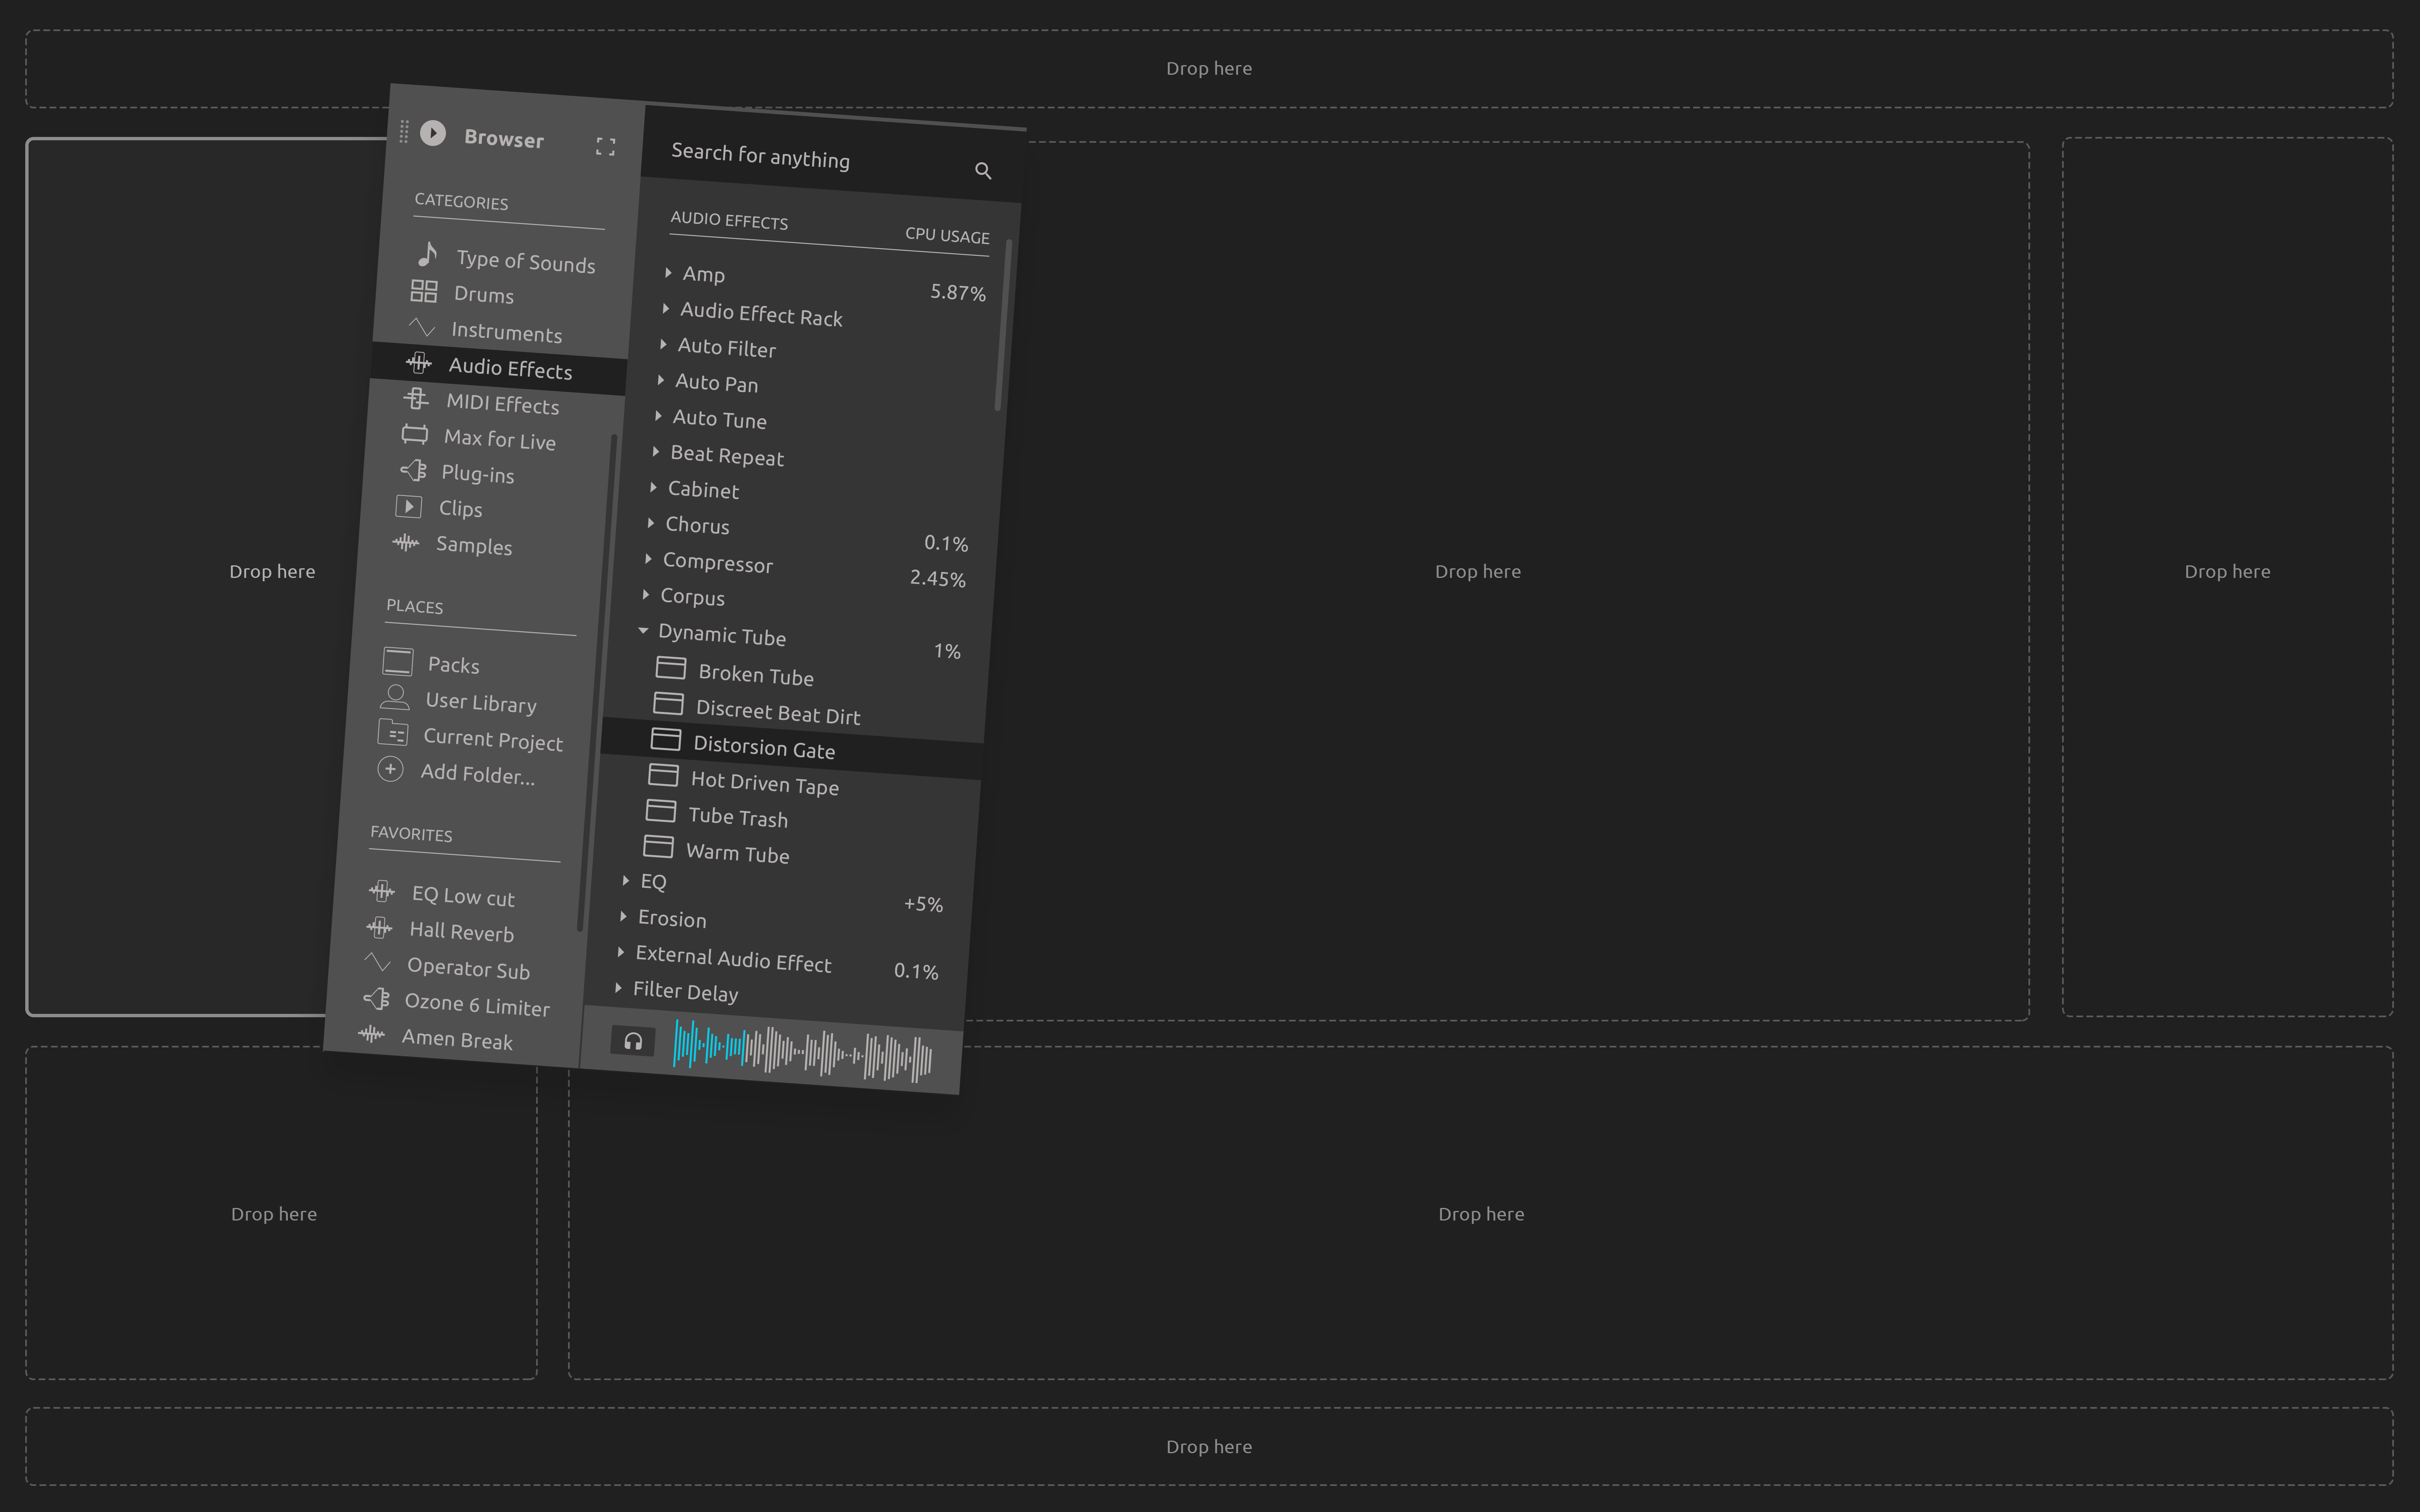 Drop here
Browser
CATEGORIES
Type of Sounds
Drums
Instruments
Audio Effects
MIDI Effects
Max for Live
Plug-ins
Clips
Samples
PLACES
Packs
User Library
Current Project
Add Folder...
FAVORITES
EQ Low cut
Hall Reverb
Operator Sub
Ozone 6 Limiter
Amen Break
Search for anything
AUDIO EFFECTS CPU USAGE
Amp 5.87%
Audio Effect Rack
Auto Filter
Auto Pan
Auto Tune
Beat Repeat
Cabinet
Chorus 0.1%
Compressor 2.45%
Corpus
Dynamic Tube 1%
Broken Tube
Discreet Beat Dirt
Distorsion Gate
Hot Driven Tape
Tube Trash
Warm Tube
EQ +5%
Erosion
External Audio Effect 0.1%
Filter Delay
Drop here
Drop here
Drop here
Drop here
Drop here
Drop here